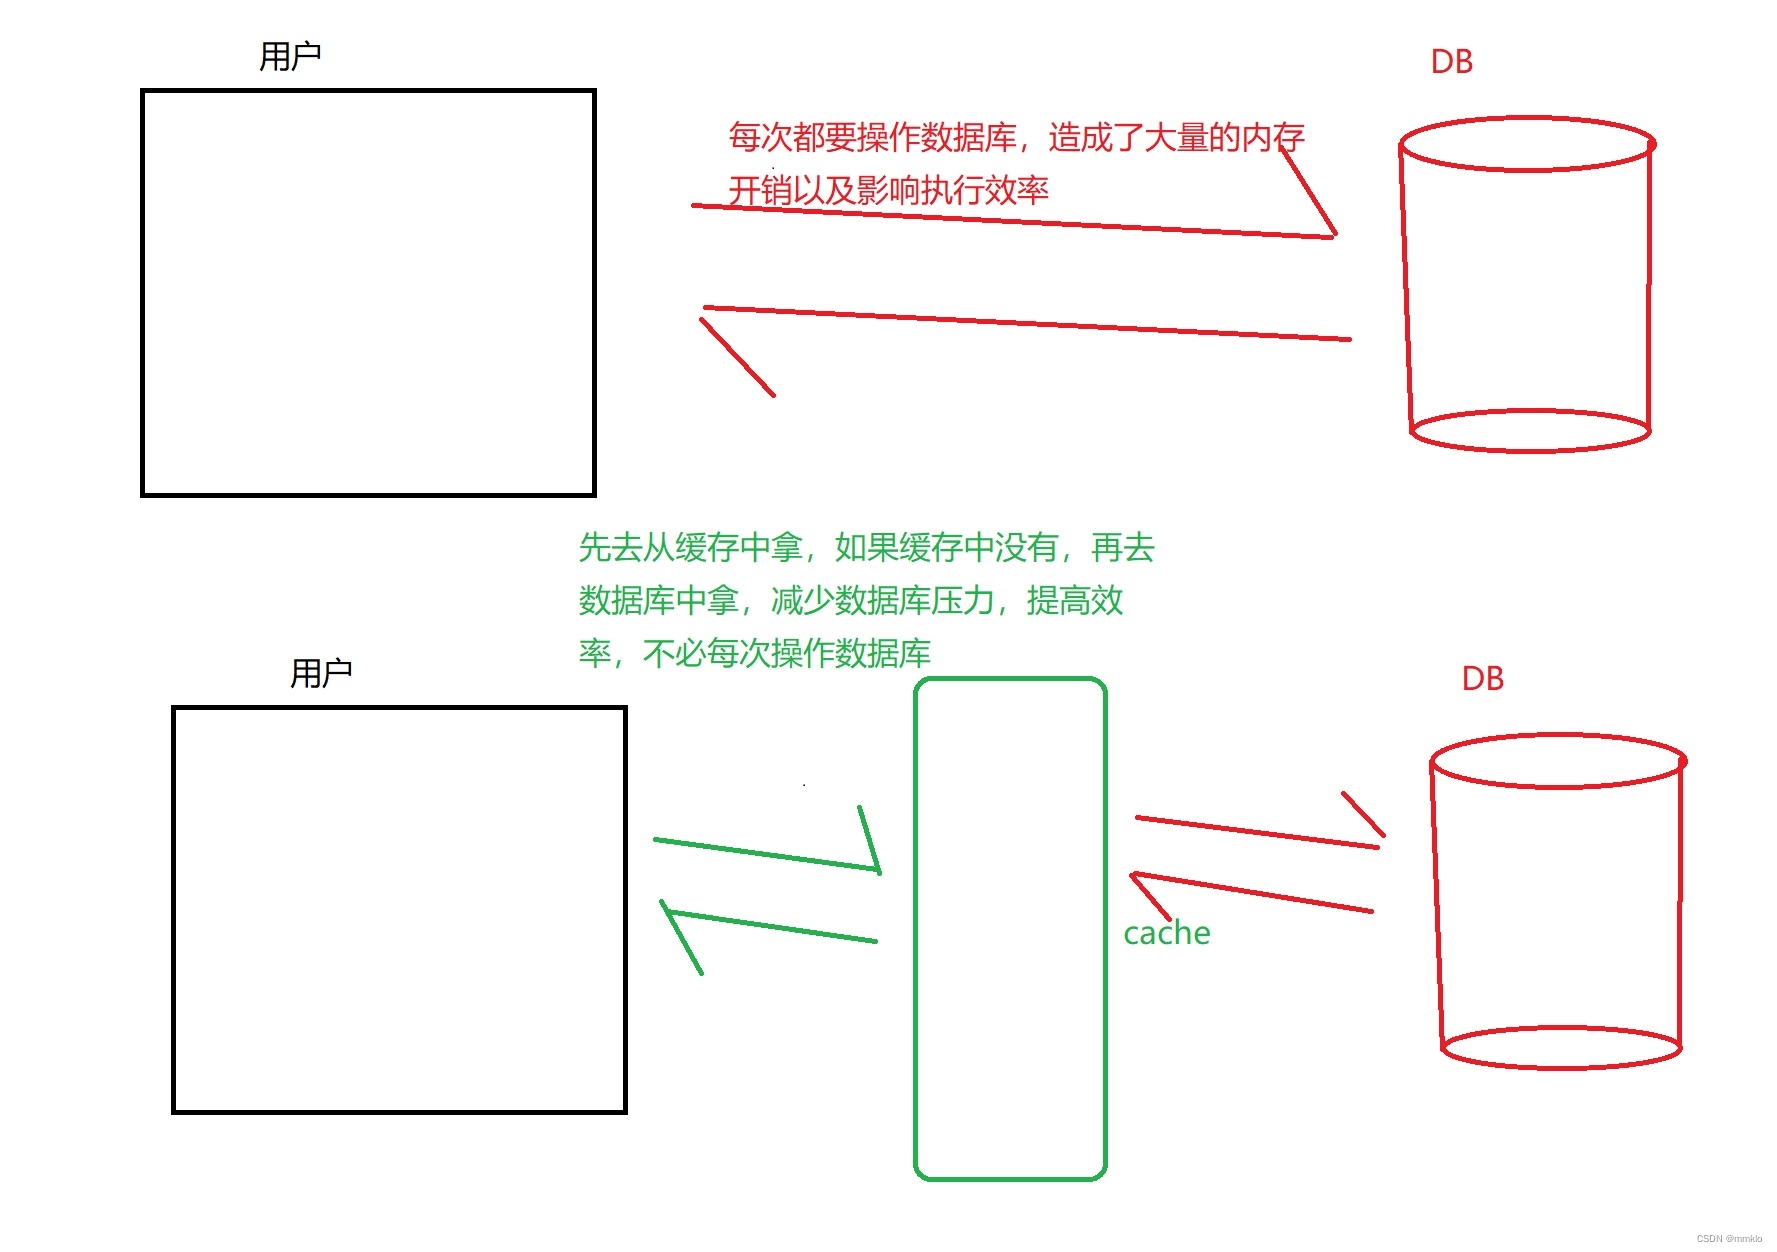 用户
DB
每次都要操作数据库，造成了大量的内存
开销以及影响执行效率
先去从缓存中拿，如果缓存中没有，再去
数据库中拿，减少数据库压力，提高效
率，不必每次操作数据库
用户
DB
cache
CSDN @mmklo